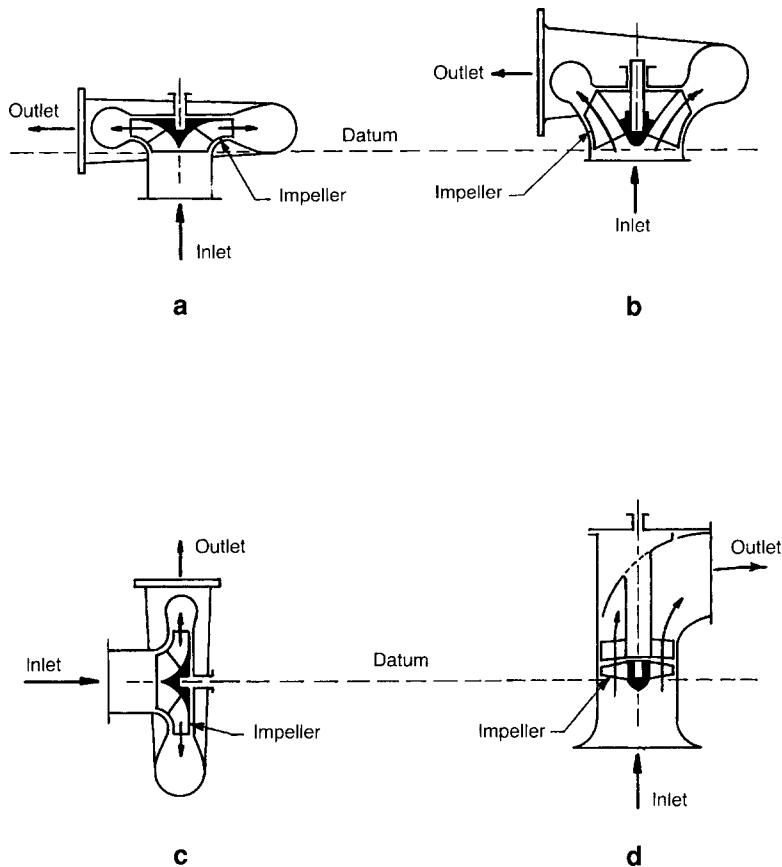 Outlet
Datum
Impeller
Inlet
a
Outlet
Impeller
Inlet
b
Outlet
Inlet
Datum
Impeller
c
Outlet
Impeller
Inlet
d